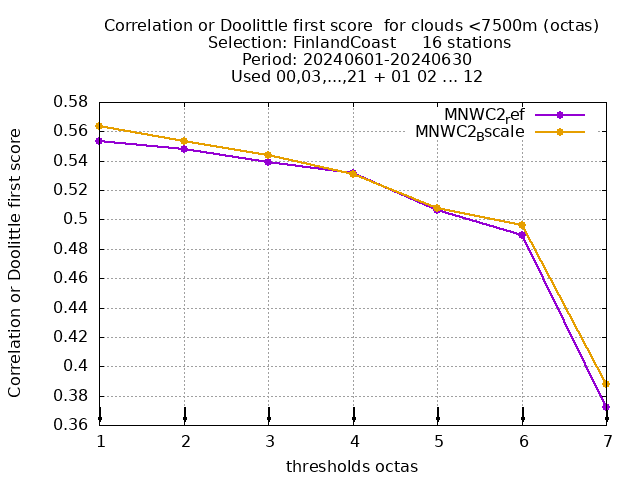 Correlation or Doolittle first score  for clouds <7500m (octas)
Selection: FinlandCoast     16 stations
Period: 20240601-20240630
Used 00,03,...,21 + 01 02 ... 12
MNWC2ref
MNWC2Bscale
Correlation or Doolittle first score
0.58
0.56
0.54
0.52
0.5
0.48
0.46
0.44
0.42
0.4
0.38
0.36
1 2 3 4 5 6 7
thresholds octas